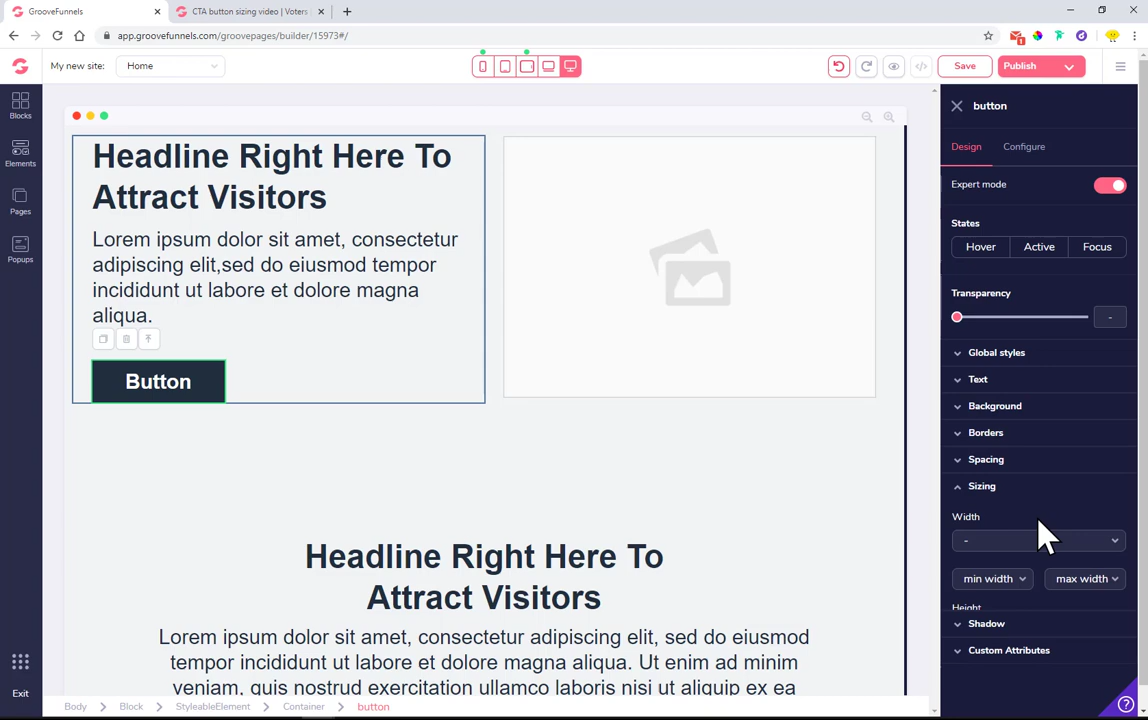 GrooveFunnels
CTA button sizing video | Voters
app.groovefunnels.com/groovepages/builder/15973#/
My new site:
Home
Save
Publish
Blocks
Elements
Pages
Popups
Exit
Headline Right Here To
Attract Visitors
Lorem ipsum dolor sit amet, consectetur
adipiscing elit,sed do eiusmod tempor
incididunt ut labore et dolore magna
aliqua.
Button
Headline Right Here To
Attract Visitors
Lorem ipsum dolor sit amet, consectetur adipiscing elit, sed do eiusmod
tempor incididunt ut labore et dolore magna aliqua. Ut enim ad minim
veniam, quis nostrud exercitation ullamco laboris nisi ut aliquip ex ea
Body
Block
StyleableElement
Container
button
button
Design
Configure
Expert mode
States
Hover
Active
Focus
Transparency
-
Global styles
Text
Background
Borders
Spacing
Sizing
Width
-
min width
max width
Height
Shadow
Custom Attributes